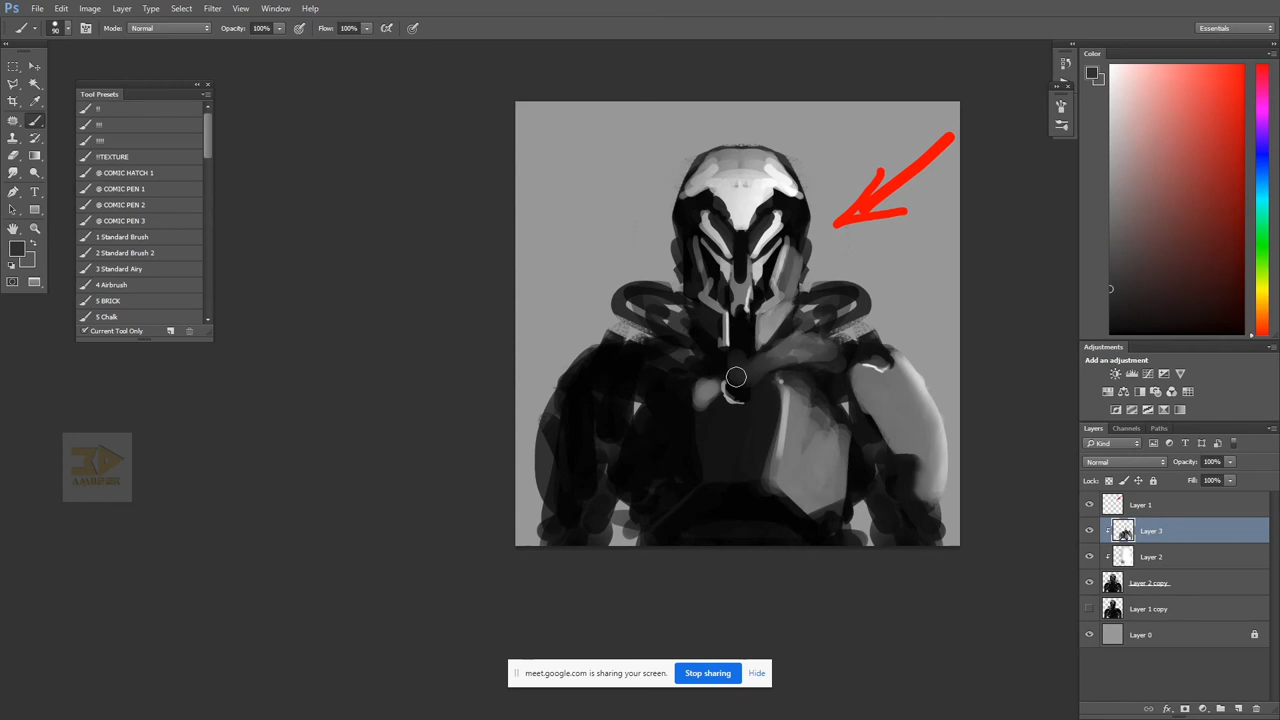 Ps File Edit Image Layer Type Select Filter View Window Help
90 Mode: Normal Opacity: 100% Flow: 100% Essentials
Tool Presets
!!
!!!
!!!!
!!TEXTURE
@ COMIC HATCH 1
@ COMIC PEN 1
@ COMIC PEN 2
@ COMIC PEN 3
1 Standard Brush
2 Standard Brush 2
3 Standard Airy
4 Airbrush
5 BRICK
5 Chalk
Current Tool Only
Color
Adjustments
Add an adjustment
Layers Channels Paths
Kind
Normal Opacity: 100%
Lock: Fill: 100%
Layer 1
Layer 3
Layer 2
Layer 2 copy
Layer 1 copy
Layer 0
meet.google.com is sharing your screen. Stop sharing Hide